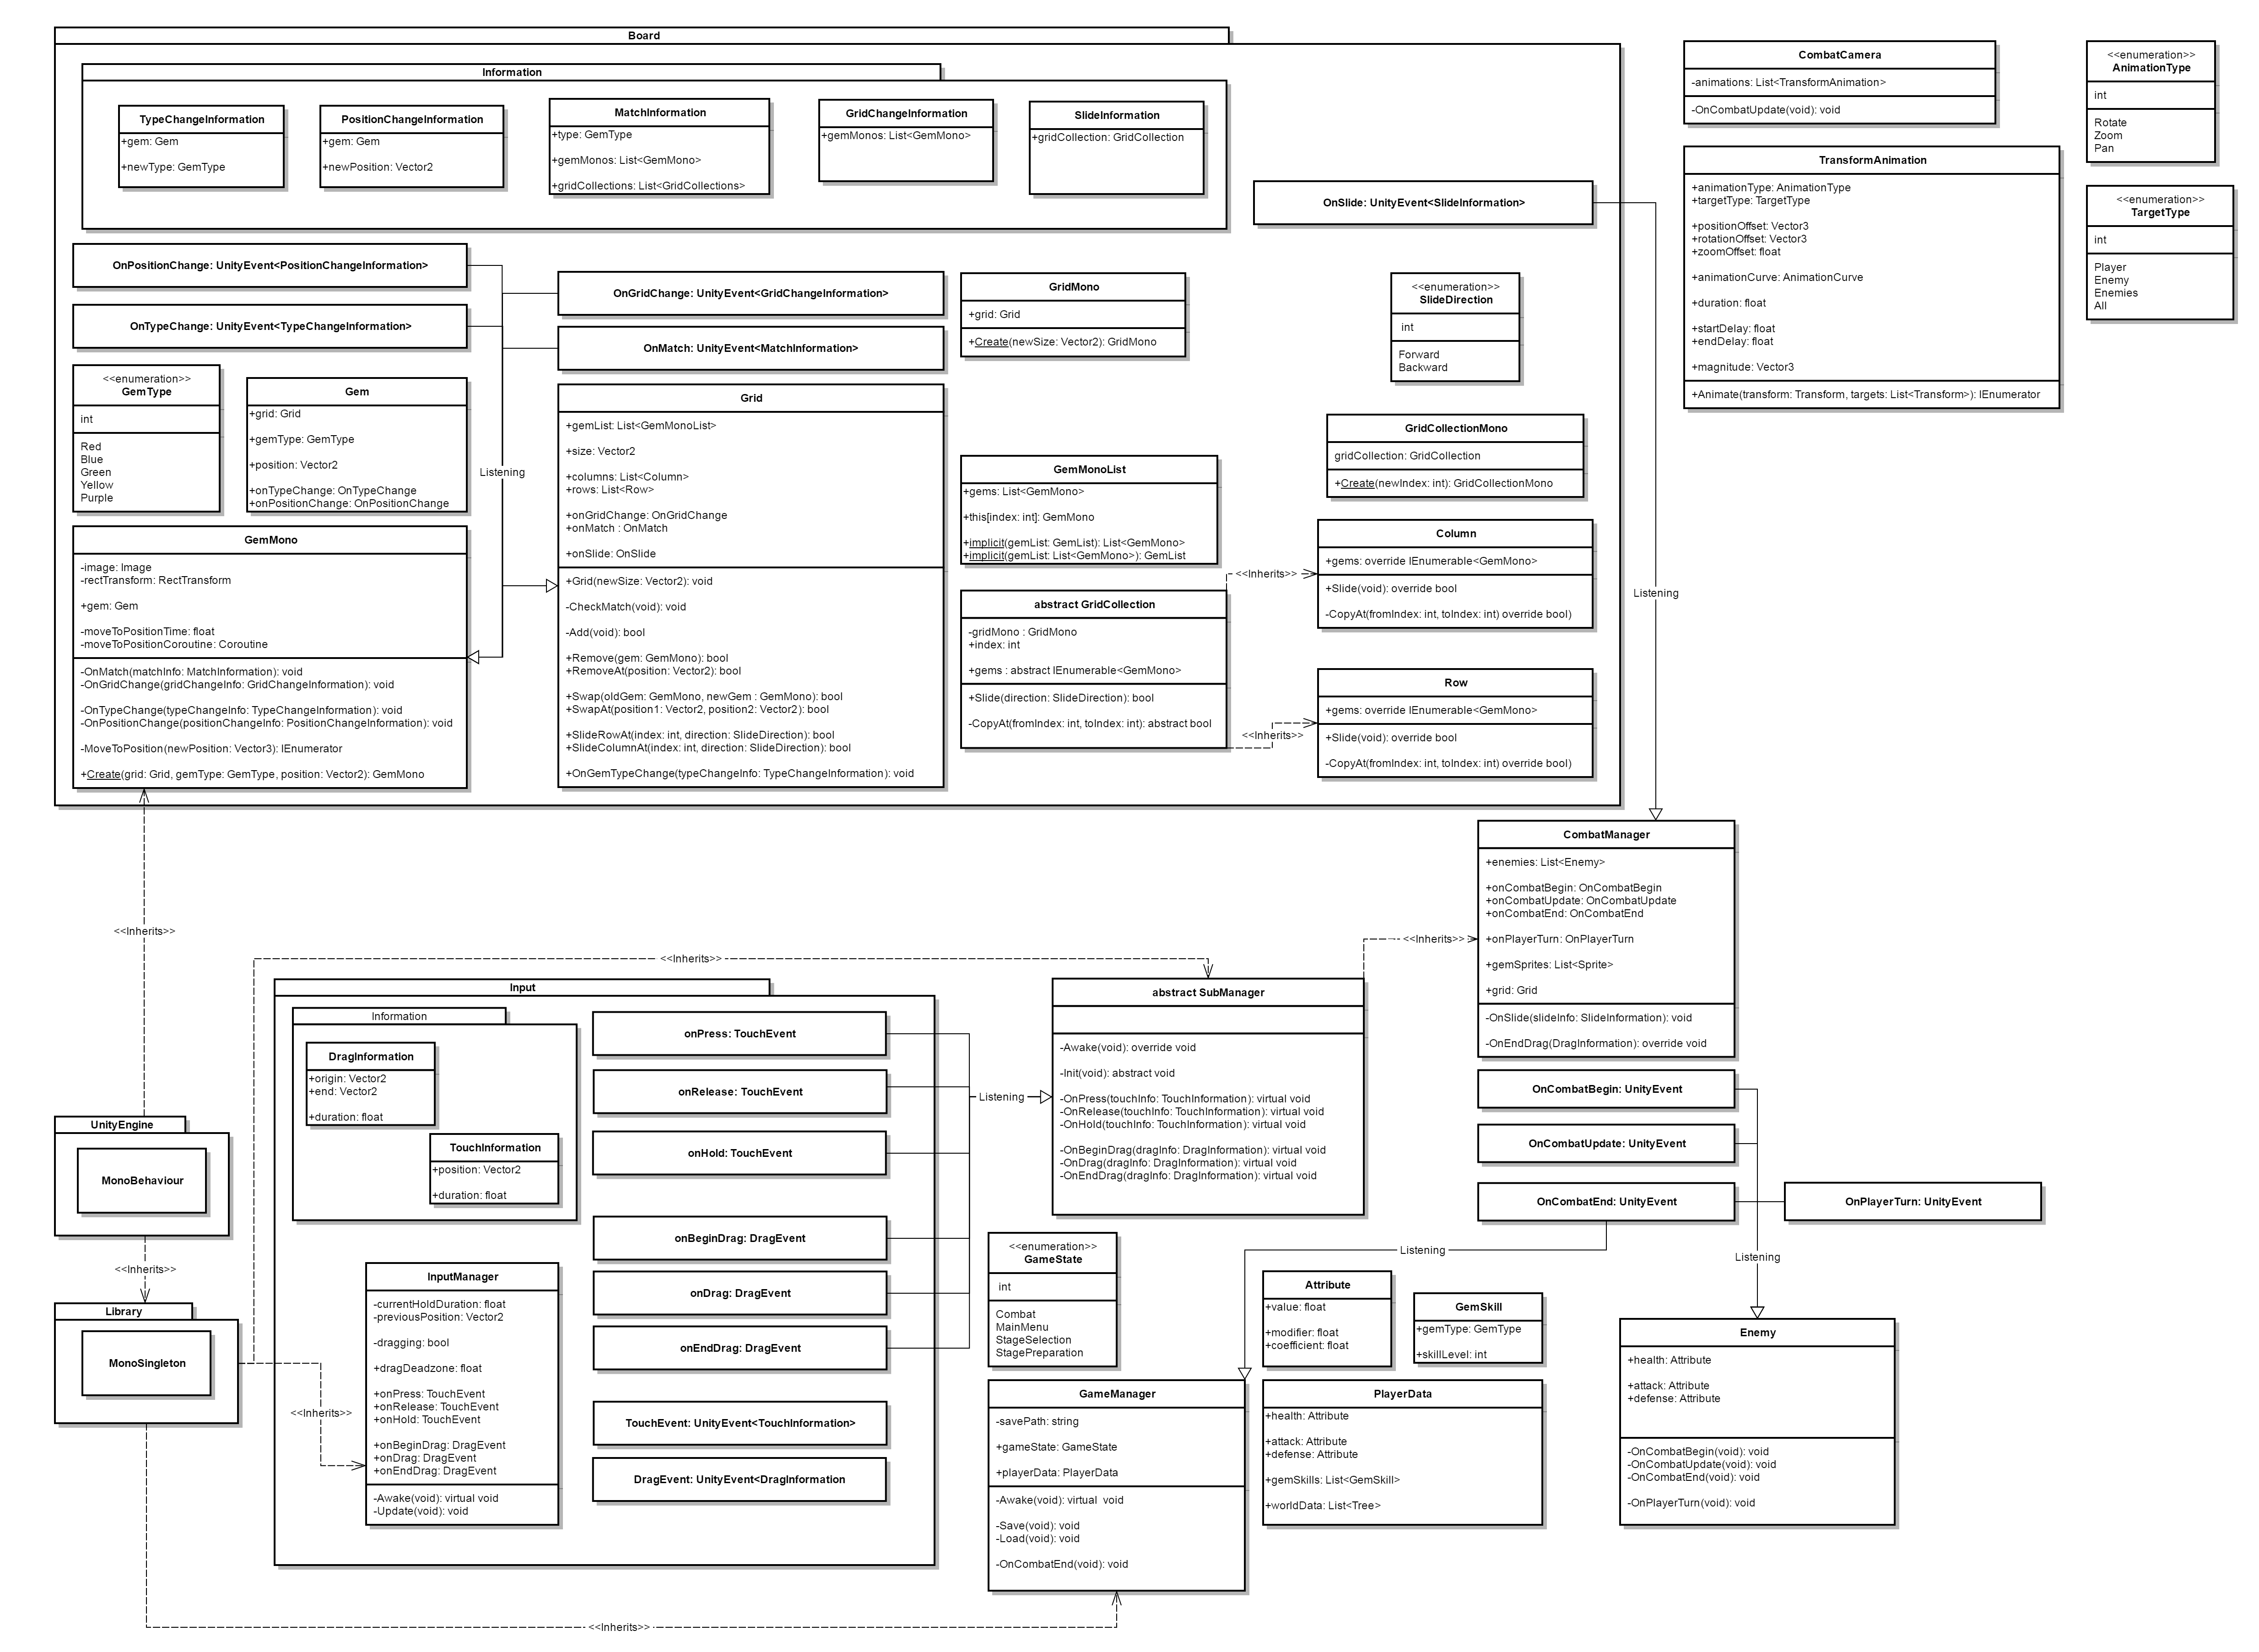 Board
Information
TypeChangeInformation
+gem: Gem
+newType: GemType
PositionChangeInformation
+gem: Gem
+newPosition: Vector2
MatchInformation
+type: GemType
+gemMonos: List<GemMono>
+gridCollections: List<GridCollections>
GridChangeInformation
+gemMonos: List<GemMono>
SlideInformation
+gridCollection: GridCollection
OnSlide: UnityEvent<SlideInformation>
OnPositionChange: UnityEvent<PositionChangeInformation>
OnTypeChange: UnityEvent<TypeChangeInformation>
OnGridChange: UnityEvent<GridChangeInformation>
OnMatch: UnityEvent<MatchInformation>
GridMono
+grid: Grid
+Create(newSize: Vector2): GridMono
<<enumeration>>
SlideDirection
int
Forward
Backward
<<enumeration>>
GemType
int
Red
Blue
Green
Yellow
Purple
Gem
+grid: Grid
+gemType: GemType
+position: Vector2
+onTypeChange: OnTypeChange
+onPositionChange: OnPositionChange
Listening
Grid
+gemList: List<GemMonoList>
+size: Vector2
+columns: List<Column>
+rows: List<Row>
+onGridChange: OnGridChange
+onMatch : OnMatch
+onSlide: OnSlide
+Grid(newSize: Vector2): void
-CheckMatch(void): void
-Add(void): bool
+Remove(gem: GemMono): bool
+RemoveAt(position: Vector2): bool
+Swap(oldGem: GemMono, newGem : GemMono): bool
+SwapAt(position1: Vector2, position2: Vector2): bool
+SlideRowAt(index: int, direction: SlideDirection): bool
+SlideColumnAt(index: int, direction: SlideDirection): bool
+OnGemTypeChange(typeChangeInfo: TypeChangeInformation): void
GemMono
-image: Image
-rectTransform: RectTransform
+gem: Gem
-moveToPositionTime: float
-moveToPositionCoroutine: Coroutine
-OnMatch(matchInfo: MatchInformation): void
-OnGridChange(gridChangeInfo: GridChangeInformation): void
-OnTypeChange(typeChangeInfo: TypeChangeInformation): void
-OnPositionChange(positionChangeInfo: PositionChangeInformation): void
-MoveToPosition(newPosition: Vector3): IEnumerator
+Create(grid: Grid, gemType: GemType, position: Vector2): GemMono
GemMonoList
+gems: List<GemMono>
+this[index: int]: GemMono
+implicit(gemList: GemList): List<GemMono>
+implicit(gemList: List<GemMono>): GemList
GridCollectionMono
gridCollection: GridCollection
+Create(newIndex: int): GridCollectionMono
abstract GridCollection
-gridMono : GridMono
+index: int
+gems : abstract IEnumerable<GemMono>
+Slide(direction: SlideDirection): bool
-CopyAt(fromIndex: int, toIndex: int): abstract bool
<<Inherits>>
<<Inherits>>
Column
+gems: override IEnumerable<GemMono>
+Slide(void): override bool
-CopyAt(fromIndex: int, toIndex: int) override bool)
Row
+gems: override IEnumerable<GemMono>
+Slide(void): override bool
-CopyAt(fromIndex: int, toIndex: int) override bool)
Listening
CombatCamera
-animations: List<TransformAnimation>
-OnCombatUpdate(void): void
TransformAnimation
+animationType: AnimationType
+targetType: TargetType
+positionOffset: Vector3
+rotationOffset: Vector3
+zoomOffset: float
+animationCurve: AnimationCurve
+duration: float
+startDelay: float
+endDelay: float
+magnitude: Vector3
+Animate(transform: Transform, targets: List<Transform>): IEnumerator
<<enumeration>>
AnimationType
int
Rotate
Zoom
Pan
<<enumeration>>
TargetType
int
Player
Enemy
Enemies
All
CombatManager
+enemies: List<Enemy>
+onCombatBegin: OnCombatBegin
+onCombatUpdate: OnCombatUpdate
+onCombatEnd: OnCombatEnd
+onPlayerTurn: OnPlayerTurn
+gemSprites: List<Sprite>
+grid: Grid
-OnSlide(slideInfo: SlideInformation): void
-OnEndDrag(DragInformation): override void
<<Inherits>>
<<Inherits>>
<<Inherits>>
Input
Information
DragInformation
+origin: Vector2
+end: Vector2
+duration: float
TouchInformation
+position: Vector2
+duration: float
onPress: TouchEvent
onRelease: TouchEvent
onHold: TouchEvent
onBeginDrag: DragEvent
onDrag: DragEvent
onEndDrag: DragEvent
TouchEvent: UnityEvent<TouchInformation>
DragEvent: UnityEvent<DragInformation
Listening
InputManager
-currentHoldDuration: float
-previousPosition: Vector2
-dragging: bool
+dragDeadzone: float
+onPress: TouchEvent
+onRelease: TouchEvent
+onHold: TouchEvent
+onBeginDrag: DragEvent
+onDrag: DragEvent
+onEndDrag: DragEvent
-Awake(void): virtual void
-Update(void): void
abstract SubManager
-Awake(void): override void
-Init(void): abstract void
-OnPress(touchInfo: TouchInformation): virtual void
-OnRelease(touchInfo: TouchInformation): virtual void
-OnHold(touchInfo: TouchInformation): virtual void
-OnBeginDrag(dragInfo: DragInformation): virtual void
-OnDrag(dragInfo: DragInformation): virtual void
-OnEndDrag(dragInfo: DragInformation): virtual void
OnCombatBegin: UnityEvent
OnCombatUpdate: UnityEvent
OnCombatEnd: UnityEvent
OnPlayerTurn: UnityEvent
Listening
Listening
UnityEngine
MonoBehaviour
<<Inherits>>
Library
MonoSingleton
<<Inherits>>
<<enumeration>>
GameState
int
Combat
MainMenu
StageSelection
StagePreparation
Attribute
+value: float
+modifier: float
+coefficient: float
GemSkill
+gemType: GemType
+skillLevel: int
GameManager
-savePath: string
+gameState: GameState
+playerData: PlayerData
-Awake(void): virtual  void
-Save(void): void
-Load(void): void
-OnCombatEnd(void): void
PlayerData
+health: Attribute
+attack: Attribute
+defense: Attribute
+gemSkills: List<GemSkill>
+worldData: List<Tree>
Enemy
+health: Attribute
+attack: Attribute
+defense: Attribute
-OnCombatBegin(void): void
-OnCombatUpdate(void): void
-OnCombatEnd(void): void
-OnPlayerTurn(void): void
<<Inherits>>